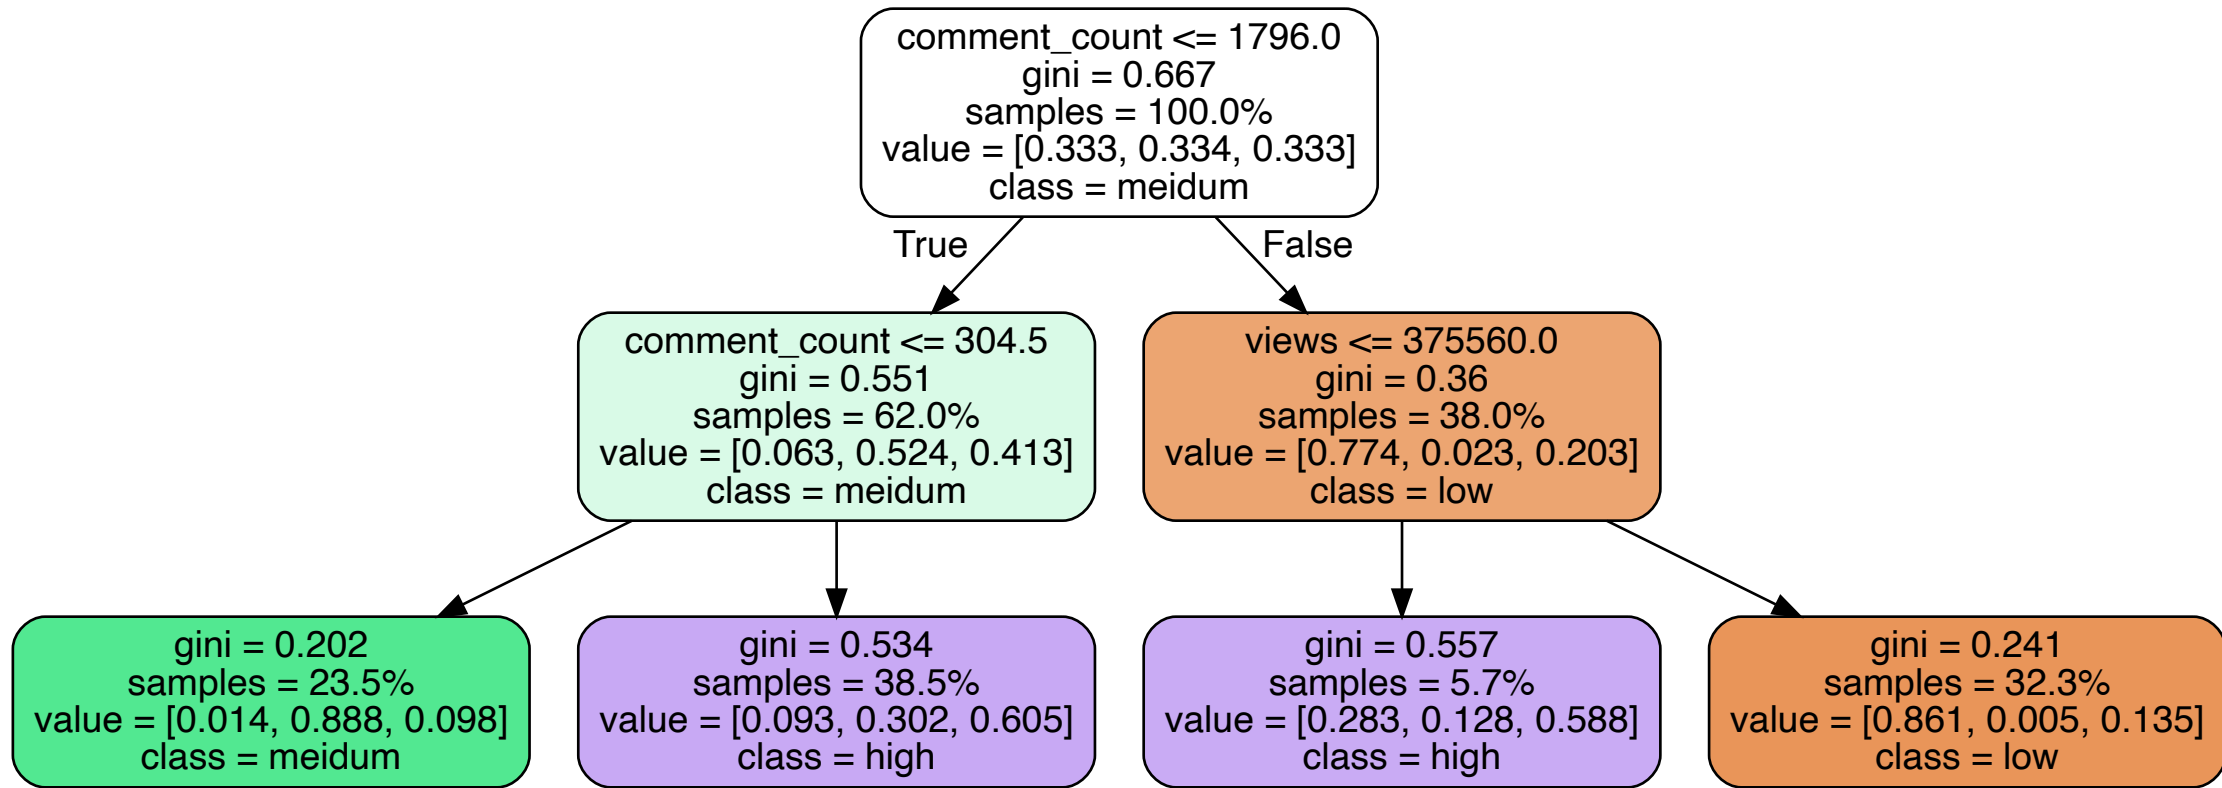 comment_count <= 1796.0
gini = 0.667
samples = 100.0%
value = [0.333, 0.334, 0.333]
class = meidum
True
False
comment_count <= 304.5
gini = 0.551
samples = 62.0%
value = [0.063, 0.524, 0.413]
class = meidum
views <= 375560.0
gini = 0.36
samples = 38.0%
value = [0.774, 0.023, 0.203]
class = low
gini = 0.202
samples = 23.5%
value = [0.014, 0.888, 0.098]
class = meidum
gini = 0.534
samples = 38.5%
value = [0.093, 0.302, 0.605]
class = high
gini = 0.557
samples = 5.7%
value = [0.283, 0.128, 0.588]
class = high
gini = 0.241
samples = 32.3%
value = [0.861, 0.005, 0.135]
class = low